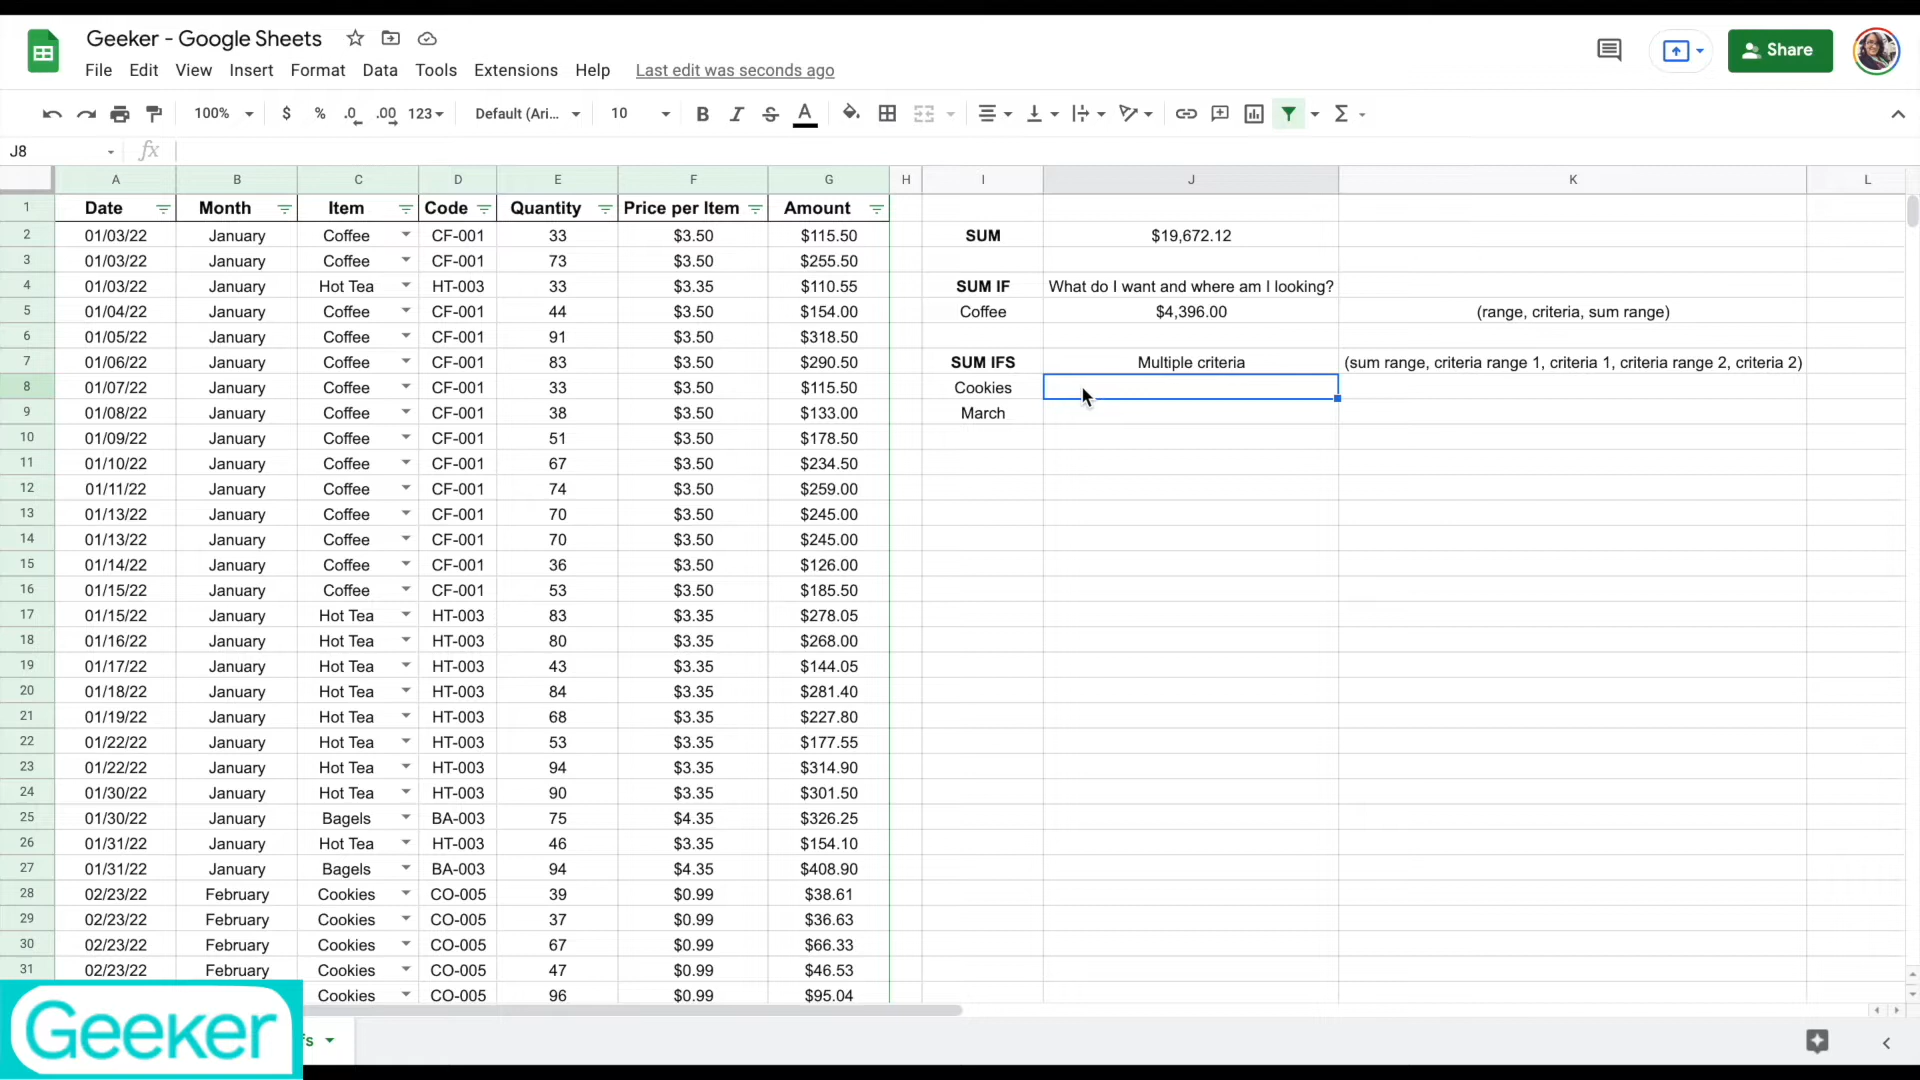 Geeker - Google Sheets
File Edit View Insert Format Data Tools Extensions Help Last edit was seconds ago
Share
100% $ % .0 .00 123 Default (Ari... 10 B I S A
J8 fx
A B C D E F G H I J K L
1 Date Month Item Code Quantity Price per Item Amount
2 01/03/22 January Coffee CF-001 33 $3.50 $115.50 SUM $19,672.12
3 01/03/22 January Coffee CF-001 73 $3.50 $255.50
4 01/03/22 January Hot Tea HT-003 33 $3.35 $110.55 SUM IF What do I want and where am I looking?
5 01/04/22 January Coffee CF-001 44 $3.50 $154.00 Coffee $4,396.00 (range, criteria, sum range)
6 01/05/22 January Coffee CF-001 91 $3.50 $318.50
7 01/06/22 January Coffee CF-001 83 $3.50 $290.50 SUM IFS Multiple criteria (sum range, criteria range 1, criteria 1, criteria range 2, criteria 2)
8 01/07/22 January Coffee CF-001 33 $3.50 $115.50 Cookies
9 01/08/22 January Coffee CF-001 38 $3.50 $133.00 March
10 01/09/22 January Coffee CF-001 51 $3.50 $178.50
11 01/10/22 January Coffee CF-001 67 $3.50 $234.50
12 01/11/22 January Coffee CF-001 74 $3.50 $259.00
13 01/13/22 January Coffee CF-001 70 $3.50 $245.00
14 01/13/22 January Coffee CF-001 70 $3.50 $245.00
15 01/14/22 January Coffee CF-001 36 $3.50 $126.00
16 01/15/22 January Coffee CF-001 53 $3.50 $185.50
17 01/15/22 January Hot Tea HT-003 83 $3.35 $278.05
18 01/16/22 January Hot Tea HT-003 80 $3.35 $268.00
19 01/17/22 January Hot Tea HT-003 43 $3.35 $144.05
20 01/18/22 January Hot Tea HT-003 84 $3.35 $281.40
21 01/19/22 January Hot Tea HT-003 68 $3.35 $227.80
22 01/22/22 January Hot Tea HT-003 53 $3.35 $177.55
23 01/22/22 January Hot Tea HT-003 94 $3.35 $314.90
24 01/30/22 January Hot Tea HT-003 90 $3.35 $301.50
25 01/30/22 January Bagels BA-003 75 $4.35 $326.25
26 01/31/22 January Hot Tea HT-003 46 $3.35 $154.10
27 01/31/22 January Bagels BA-003 94 $4.35 $408.90
28 02/23/22 February Cookies CO-005 39 $0.99 $38.61
29 02/23/22 February Cookies CO-005 37 $0.99 $36.63
30 02/23/22 February Cookies CO-005 67 $0.99 $66.33
31 02/23/22 February Cookies CO-005 47 $0.99 $46.53
Cookies CO-005 96 $0.99 $95.04
Geeker